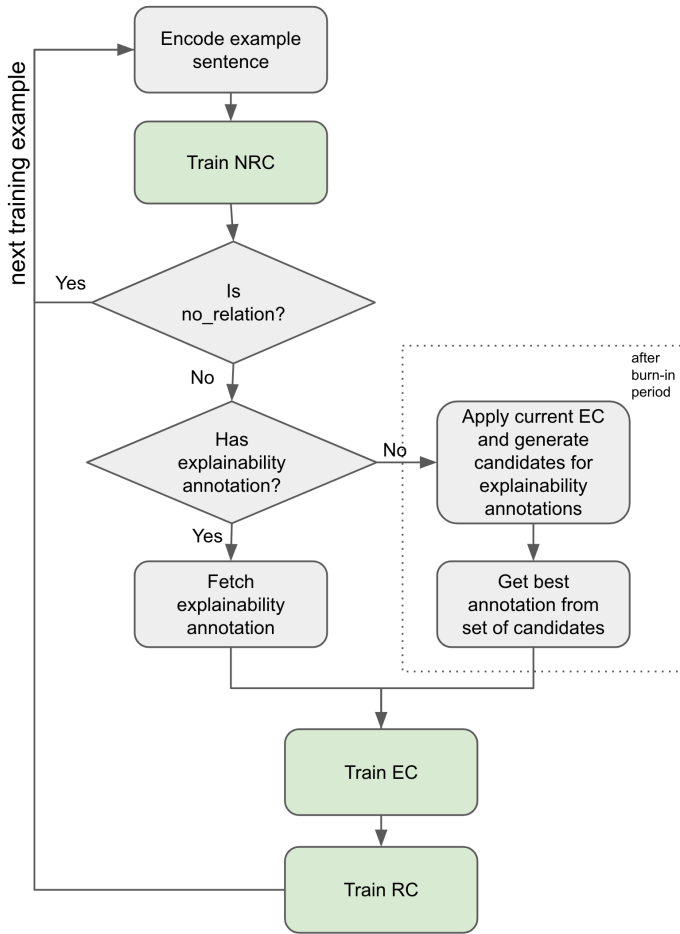 Encode example
sentence
next training example
Train NRC
Yes
Is
no_relation?
No
after
burn-in
period
Has
explainability
annotation?
No
Apply current EC
and generate
candidates for
explainability
annotations
Yes
Fetch
explainability
annotation
Get best
annotation from
set of candidates
Train EC
Train RC